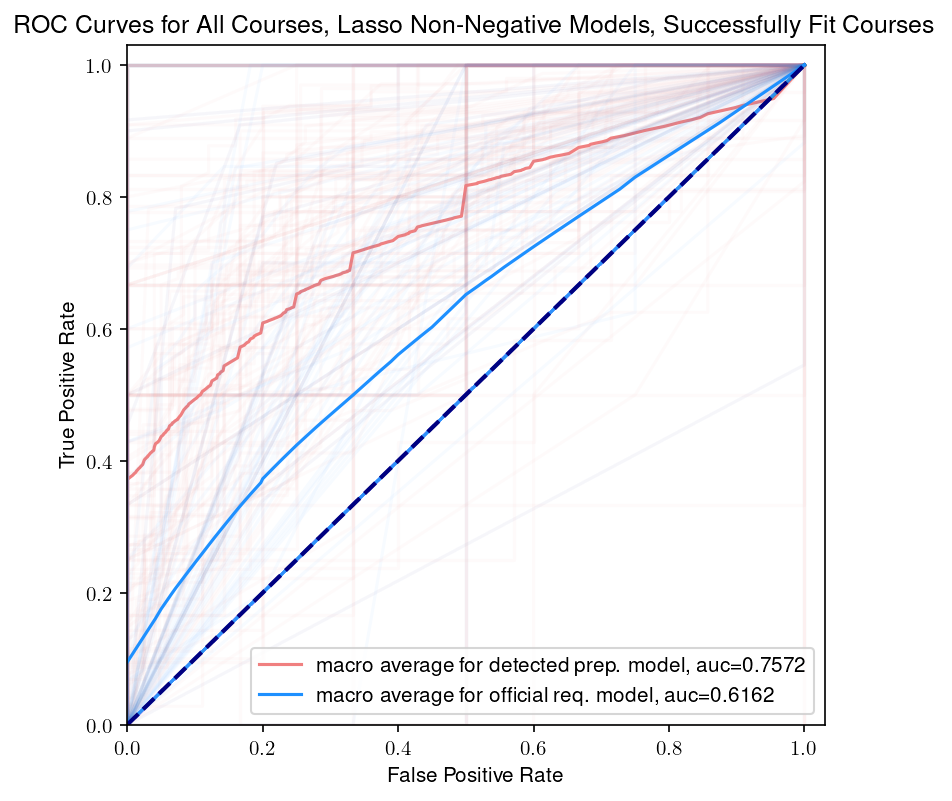 ROC Curves for All Courses, Lasso Non-Negative Models, Successfully Fit Courses
True Positive Rate
1.0
0.8
0.6
0.4
0.2
0.0
macro average for detected prep. model, auc=0.7572
macro average for official req. model, auc=0.6162
0.0 0.2 0.4 0.6 0.8 1.0
False Positive Rate